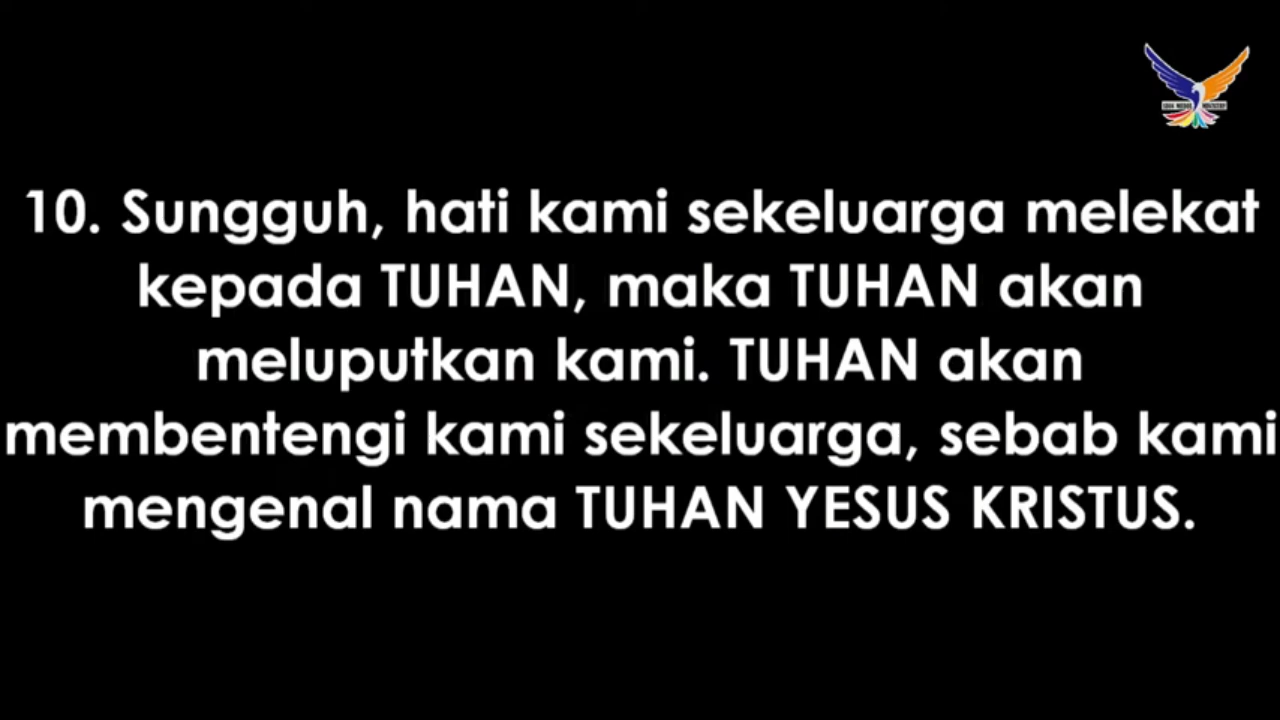 10. Sungguh, hati kami sekeluarga melekat
kepada TUHAN, maka TUHAN akan
meluputkan kami. TUHAN akan
membentengi kami sekeluarga, sebab kami
mengenal nama TUHAN YESUS KRISTUS.